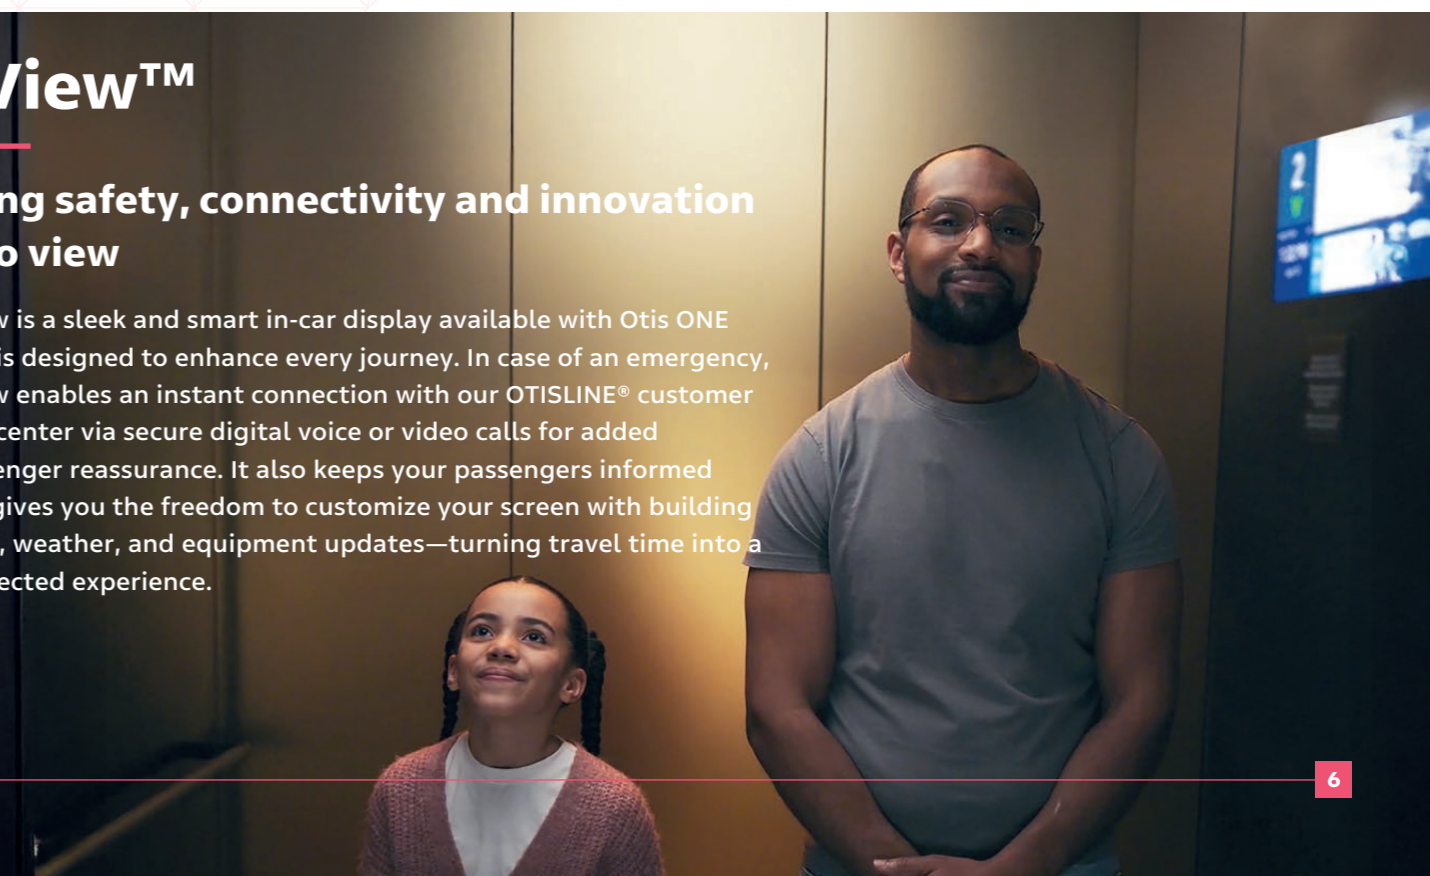 View™
ng safety, connectivity and innovation
o view
w is a sleek and smart in-car display available with Otis ONE
is designed to enhance every journey. In case of an emergency,
w enables an instant connection with our OTISLINE® customer
center via secure digital voice or video calls for added
enger reassurance. It also keeps your passengers informed
gives you the freedom to customize your screen with building
, weather, and equipment updates—turning travel time into a
ected experience.
2
6